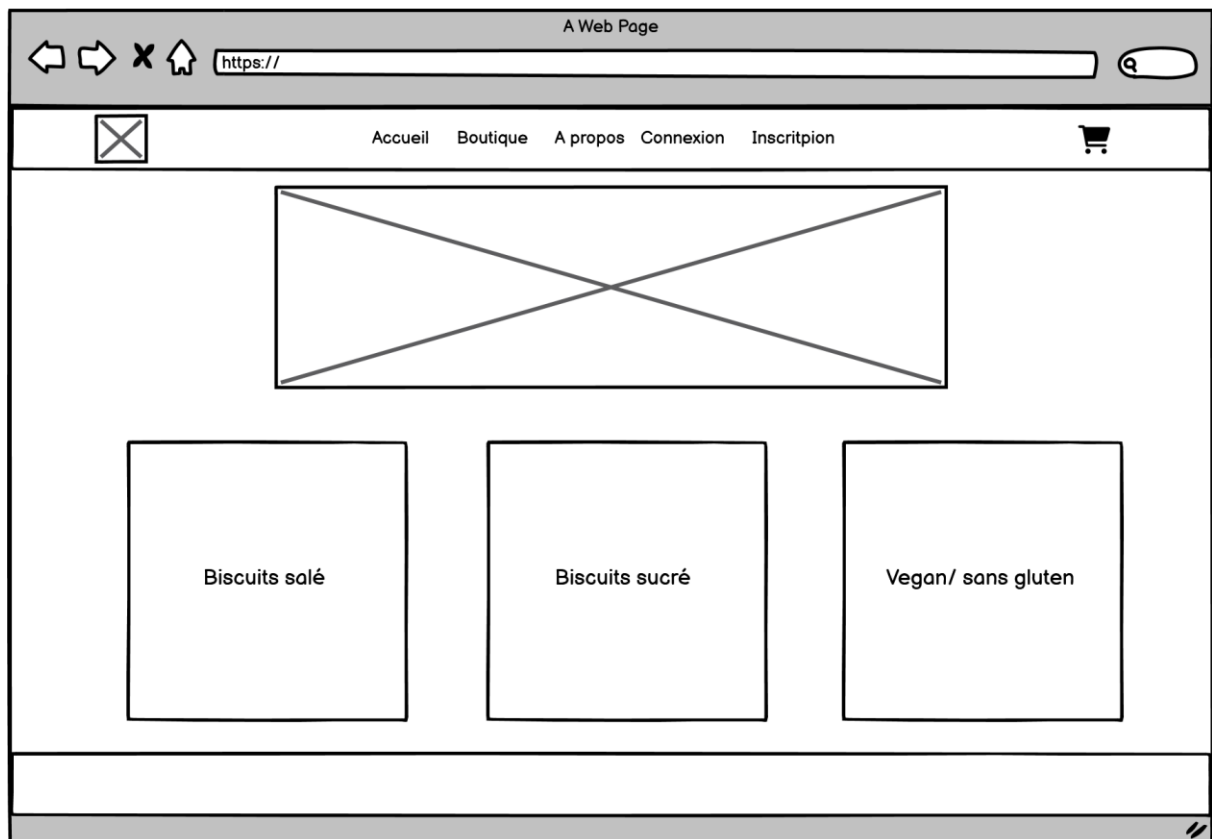 A Web Page
https://
Accueil Boutique A propos Connexion Inscritpion
Biscuits salé
Biscuits sucré
Vegan/ sans gluten